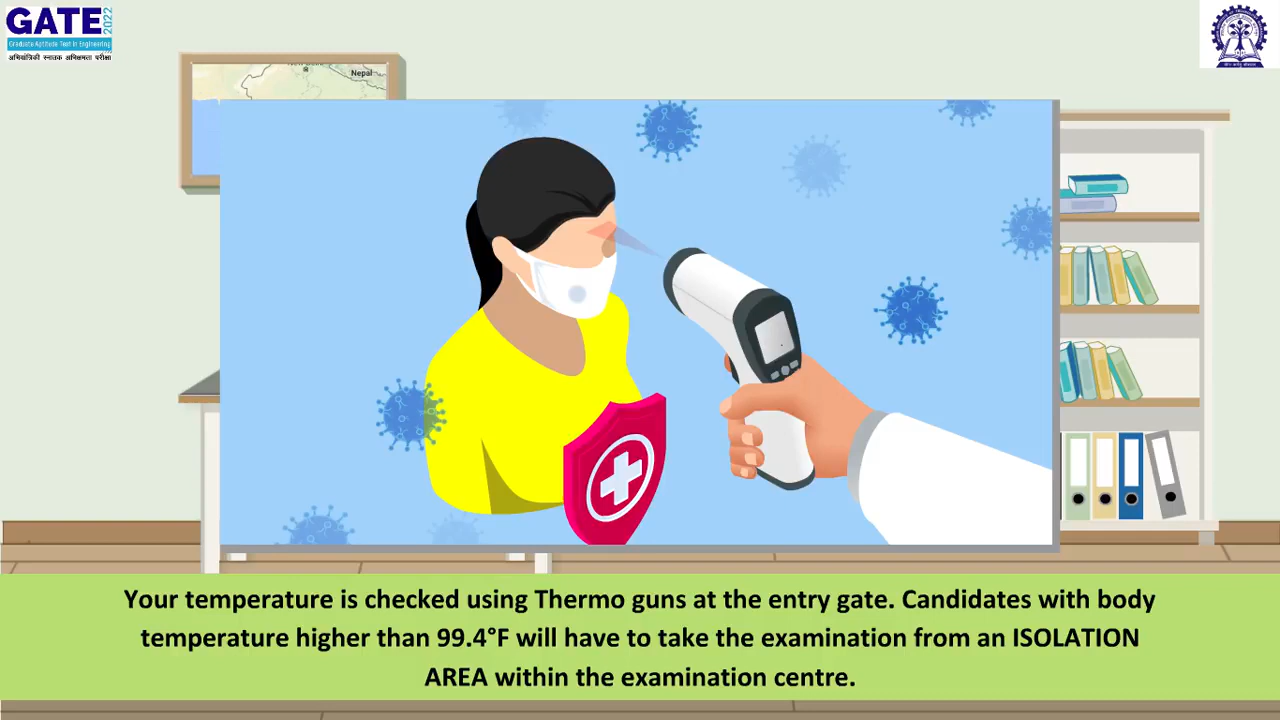 GATE 2022
Graduate Aptitude Test in Engineering
अभियांत्रिकी स्नातक अभिक्षमता परीक्षा
Nepal
Your temperature is checked using Thermo guns at the entry gate. Candidates with body
temperature higher than 99.4°F will have to take the examination from an ISOLATION
AREA within the examination centre.